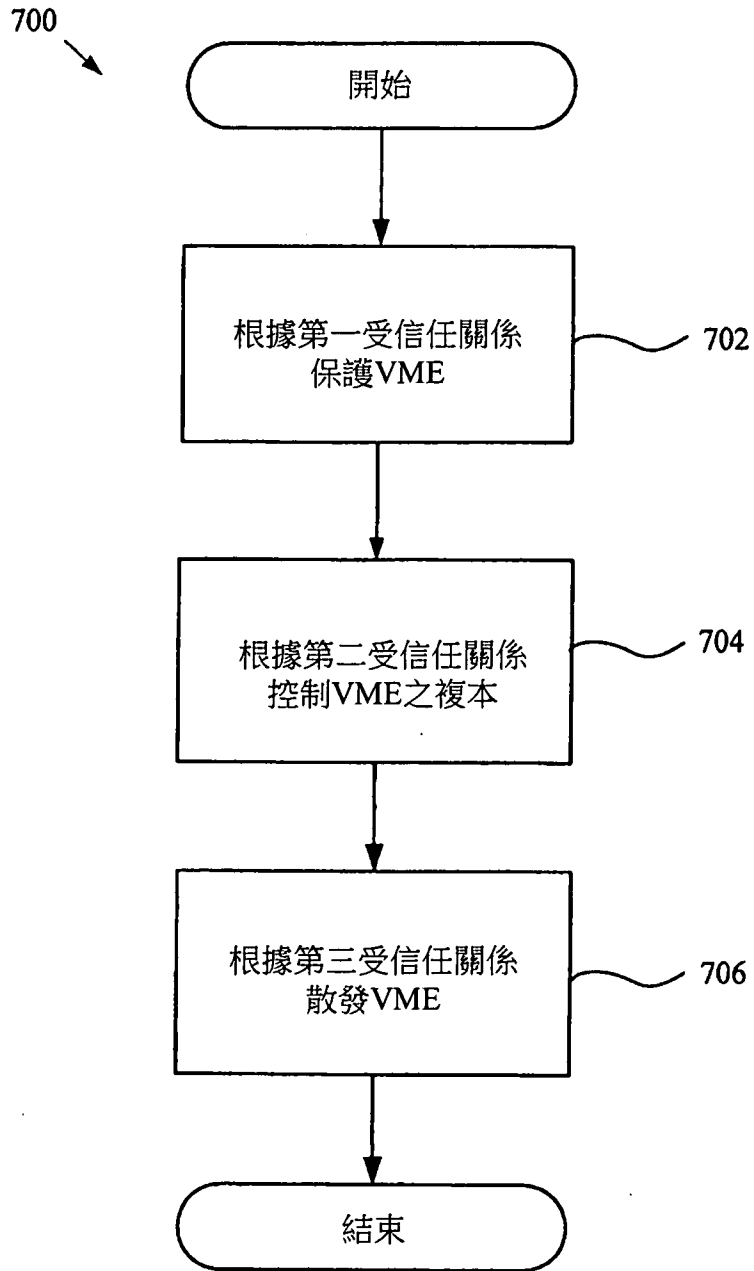 700
開始
根據第一受信任關係
保護VME
702
根據第二受信任關係
控制VME之複本
704
根據第三受信任關係
散發VME
706
結束